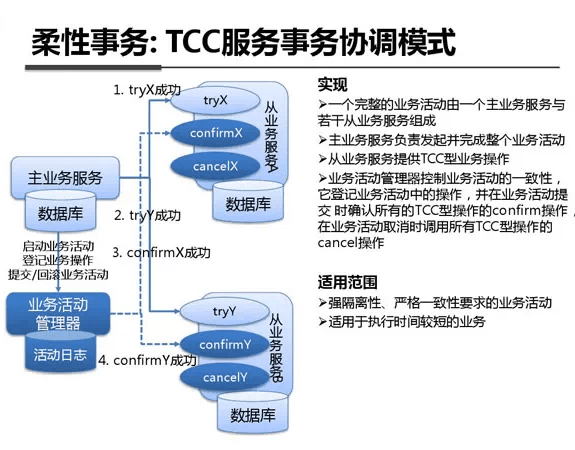 柔性事务: TCC服务事务协调模式
1. tryX成功
tryX
confirmX
cancelX
从业务服务A
数据库
主业务服务
数据库
2. tryY成功
启动业务活动
登记业务操作
提交/回滚业务活动
3. confirmX成功
业务活动
管理器
活动日志
4. confirmY成功
tryY
confirmY
cancelY
从业务服务B
数据库
实现
➢一个完整的业务活动由一个主业务服务与
若干从业务服务组成
➢主业务服务负责发起并完成整个业务活动
➢从业务服务提供TCC型业务操作
➢业务活动管理器控制业务活动的一致性，
它登记业务活动中的操作，并在业务活动提
交 时确认所有的TCC型操作的confirm操作，
在业务活动取消时调用所有TCC型操作的
cancel操作
适用范围
➢强隔离性、严格一致性要求的业务活动
➢适用于执行时间较短的业务